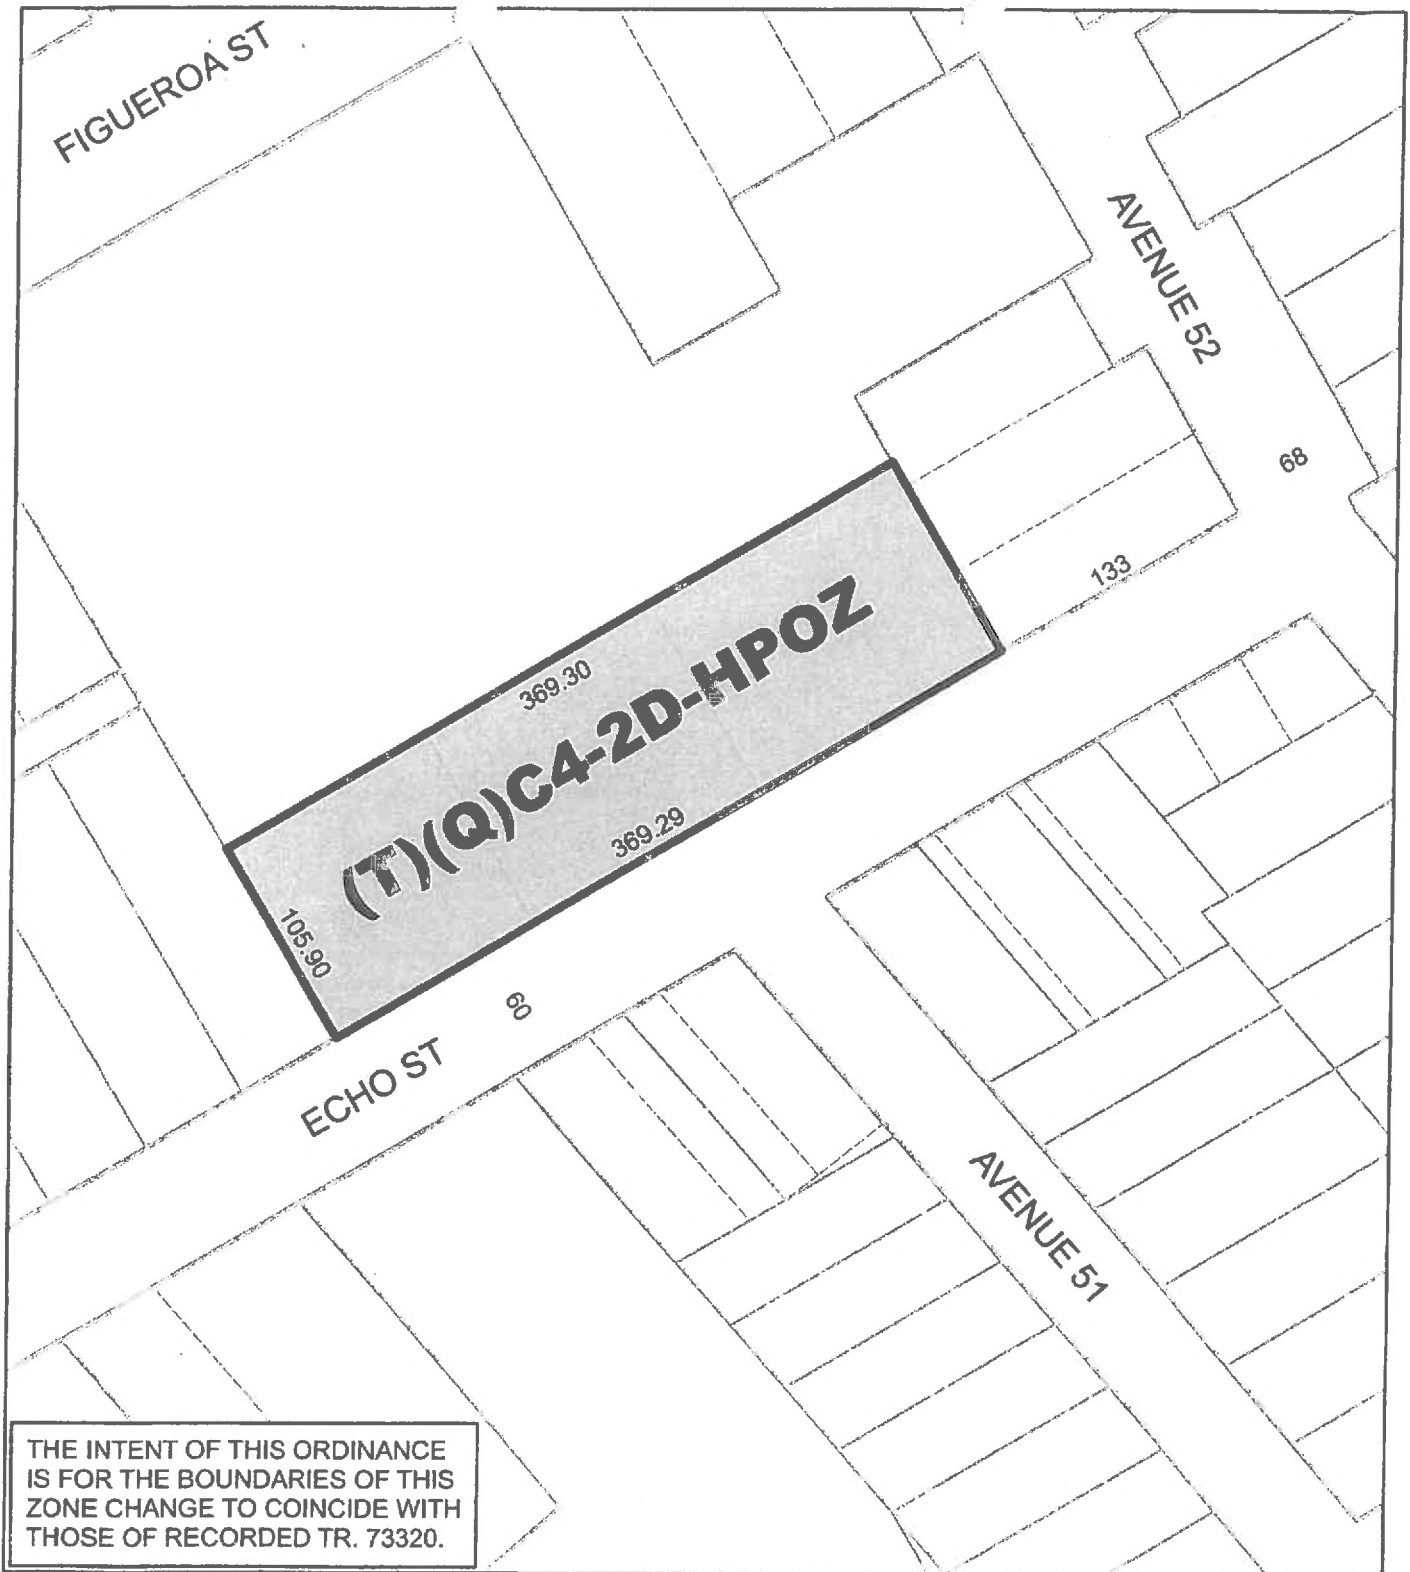 FIGUEROA ST
AVENUE 52
68
133
369.30
(T)(Q)C4-2D-HPOZ
369.29
105.90
60
ECHO ST
AVENUE 51
THE INTENT OF THIS ORDINANCE
IS FOR THE BOUNDARIES OF THIS
ZONE CHANGE TO COINCIDE WITH
THOSE OF RECORDED TR. 73320.